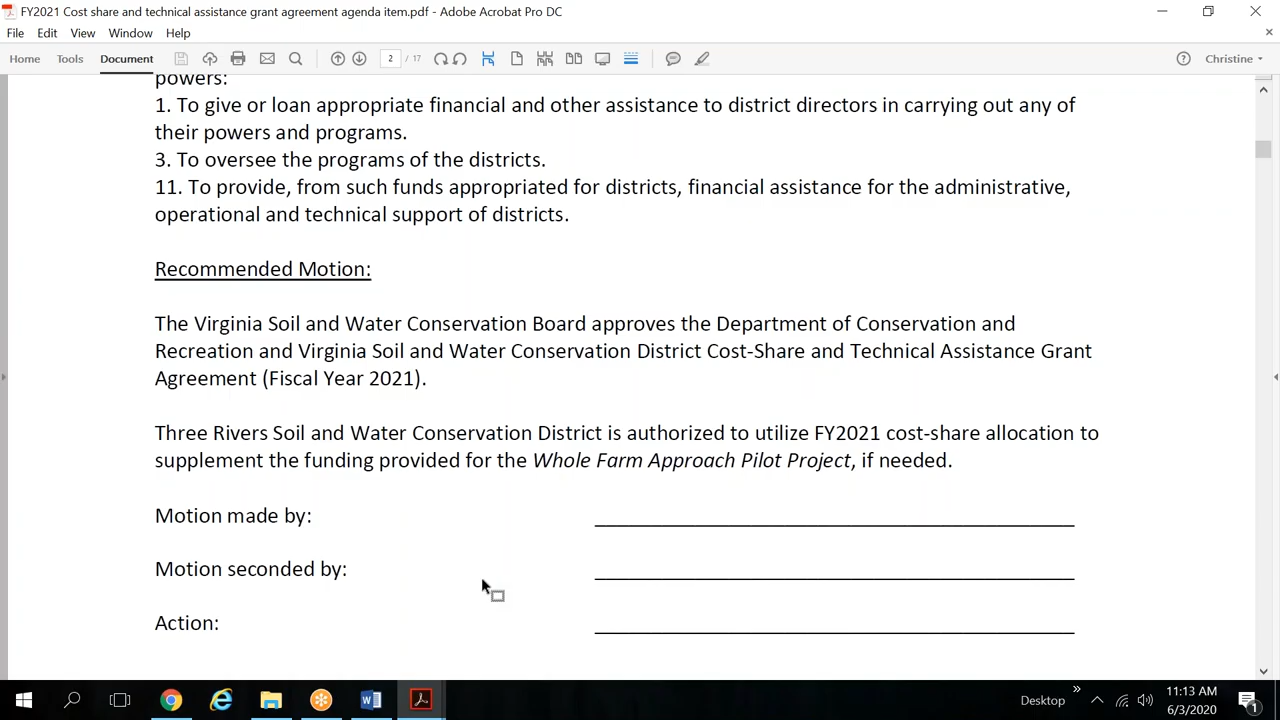 FY2021 Cost share and technical assistance grant agreement agenda item.pdf - Adobe Acrobat Pro DC
File Edit View Window Help
Home Tools Document 2 / 17 Christine
powers:
1. To give or loan appropriate financial and other assistance to district directors in carrying out any of
their powers and programs.
3. To oversee the programs of the districts.
11. To provide, from such funds appropriated for districts, financial assistance for the administrative,
operational and technical support of districts.
Recommended Motion:
The Virginia Soil and Water Conservation Board approves the Department of Conservation and
Recreation and Virginia Soil and Water Conservation District Cost-Share and Technical Assistance Grant
Agreement (Fiscal Year 2021).
Three Rivers Soil and Water Conservation District is authorized to utilize FY2021 cost-share allocation to
supplement the funding provided for the Whole Farm Approach Pilot Project, if needed.
Motion made by:
Motion seconded by:
Action:
Desktop
11:13 AM
6/3/2020
1